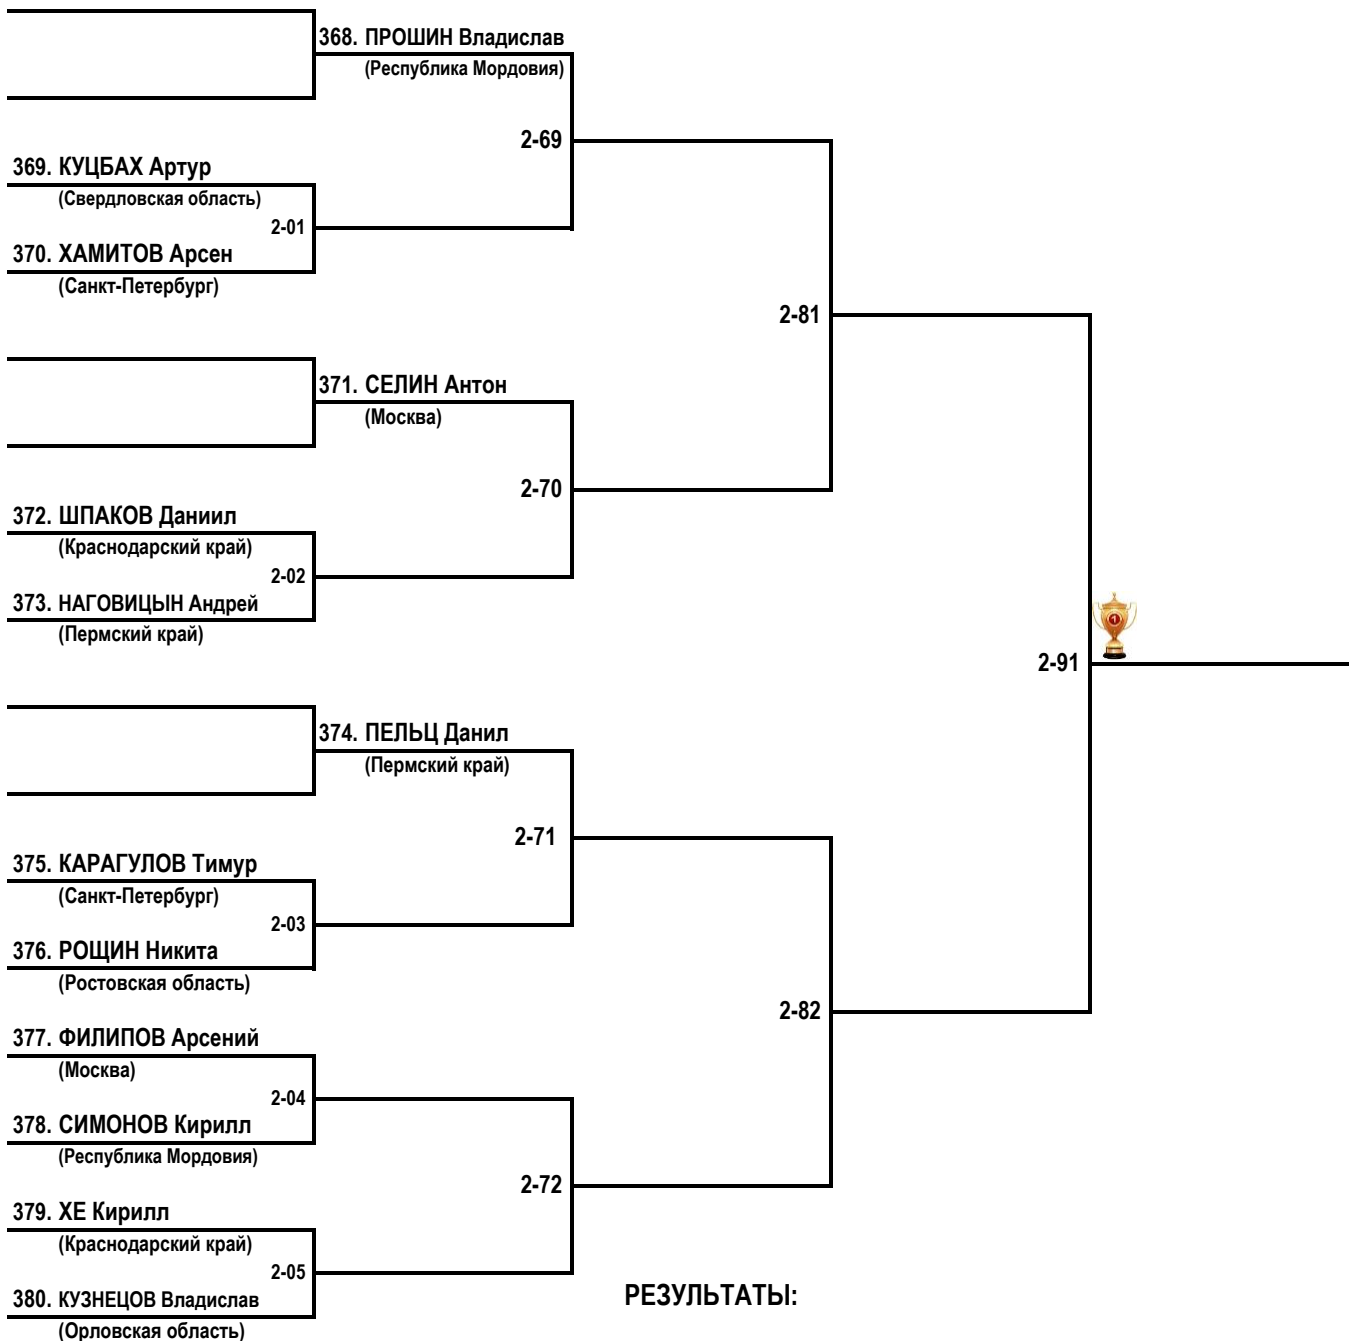 368. ПРОШИН Владислав
(Республика Мордовия)
2-69
369. КУЦБАХ Артур
(Свердловская область)
2-01
370. ХАМИТОВ Арсен
(Санкт-Петербург)
2-81
371. СЕЛИН Антон
(Москва)
2-70
372. ШПАКОВ Даниил
(Краснодарский край)
2-02
373. НАГОВИЦЫН Андрей
(Пермский край)
1
2-91
374. ПЕЛЬЦ Данил
(Пермский край)
2-71
375. КАРАГУЛОВ Тимур
(Санкт-Петербург)
2-03
376. РОЩИН Никита
(Ростовская область)
2-82
377. ФИЛИПОВ Арсений
(Москва)
2-04
378. СИМОНОВ Кирилл
(Республика Мордовия)
2-72
379. ХЕ Кирилл
(Краснодарский край)
2-05
380. КУЗНЕЦОВ Владислав
(Орловская область)
РЕЗУЛЬТАТЫ: